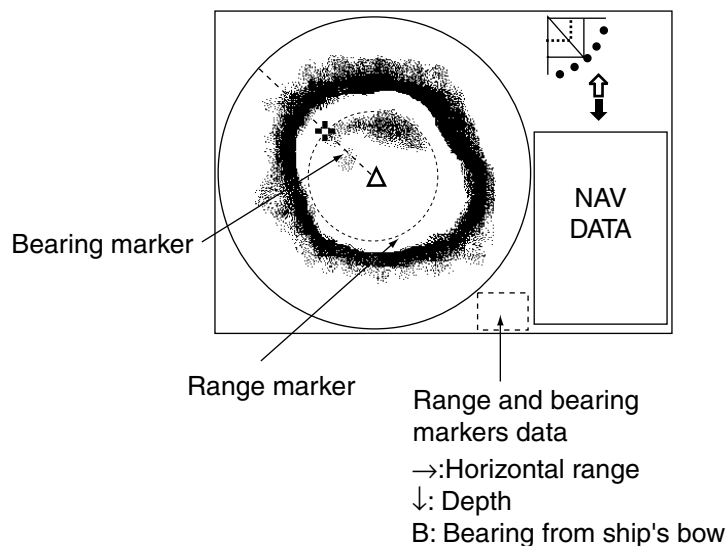 NAV
DATA
Bearing marker
Range marker
Range and bearing
markers data
→:Horizontal range
↓: Depth
B: Bearing from ship's bow